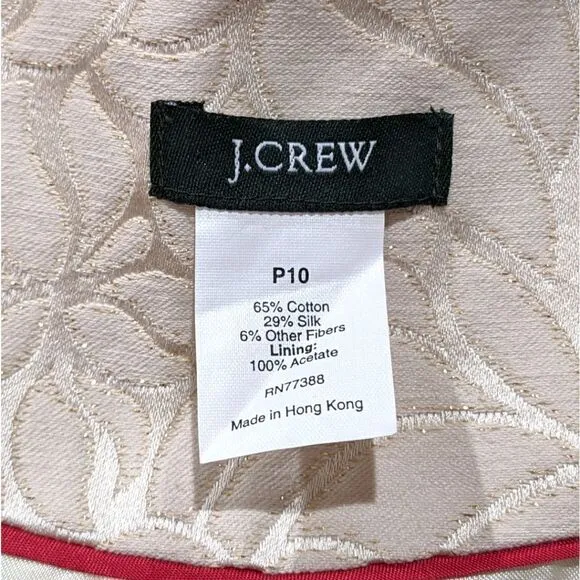 J.CREW
P10
65% Cotton
29% Silk
6% Other Fibers
Lining:
100% Acetate
RN77388
Made in Hong Kong